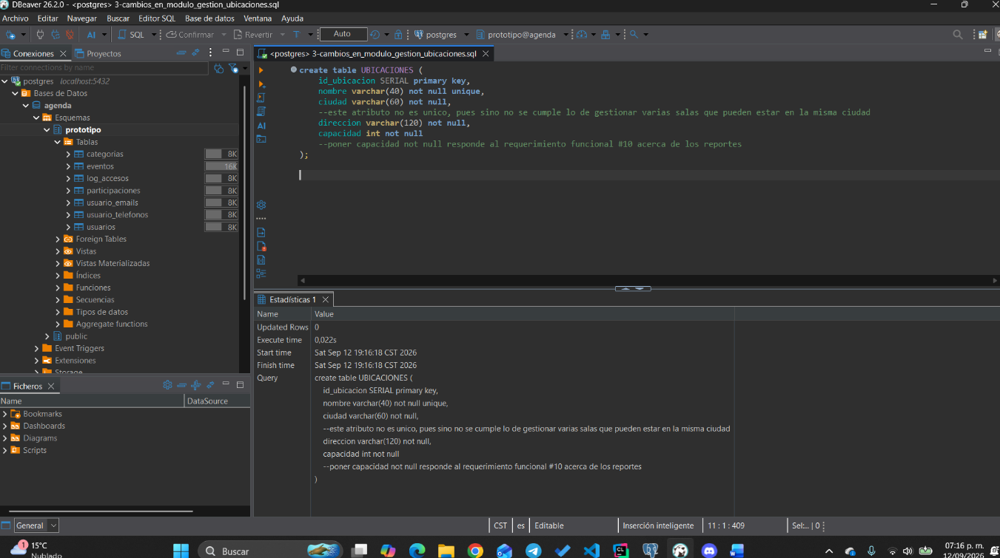 DBeaver 26.2.0 - <postgres> 3-cambios_en_modulo_gestion_ubicaciones.sql
Archivo Editar Navegar Buscar Editor SQL Base de datos Ventana Ayuda
AI SQL Confirmar Revertir T Auto postgres prototipo@agenda
Conexiones Proyectos
Filter connections by name
postgres localhost:5432
Bases de Datos
agenda
Esquemas
prototipo
Tablas
categorias 8K
eventos 16K
log_accesos 8K
participaciones 8K
usuario_emails 8K
usuario_telefonos 8K
usuarios 8K
Foreign Tables
Vistas
Vistas Materializadas
Índices
Funciones
Secuencias
Tipos de datos
Aggregate functions
public
Event Triggers
Extensiones
Storage
Ficheros
Name DataSource
Bookmarks
Dashboards
Diagrams
Scripts
<postgres> 3-cambios_en_modulo_gestion_ubicaciones.sql
AI
create table UBICACIONES (
id_ubicacion SERIAL primary key,
nombre varchar(40) not null unique,
ciudad varchar(60) not null,
--este atributo no es unico, pues sino no se cumple lo de gestionar varias salas que pueden estar en la misma ciudad
direccion varchar(120) not null,
capacidad int not null
--poner capacidad not null responde al requerimiento funcional #10 acerca de los reportes
);
Estadísticas 1
Name Value
Updated Rows 0
Execute time 0,022s
Start time Sat Sep 12 19:16:18 CST 2026
Finish time Sat Sep 12 19:16:18 CST 2026
Query create table UBICACIONES (
id_ubicacion SERIAL primary key,
nombre varchar(40) not null unique,
ciudad varchar(60) not null,
--este atributo no es unico, pues sino no se cumple lo de gestionar varias salas que pueden estar en la misma ciudad
direccion varchar(120) not null,
capacidad int not null
--poner capacidad not null responde al requerimiento funcional #10 acerca de los reportes
)
General CST es Editable Inserción inteligente 11 : 1 : 409 Sel:... | 0
1 15°C
Nublado
Buscar
CL
07:16 p. m.
12/09/2026